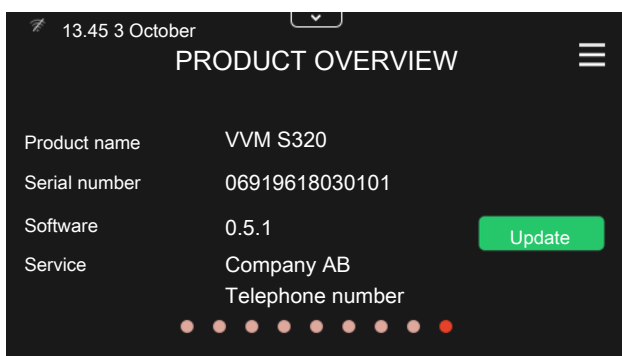 13.45 3 October
PRODUCT OVERVIEW
Product name VVM S320
Serial number 06919618030101
Software 0.5.1 Update
Service Company AB
Telephone number